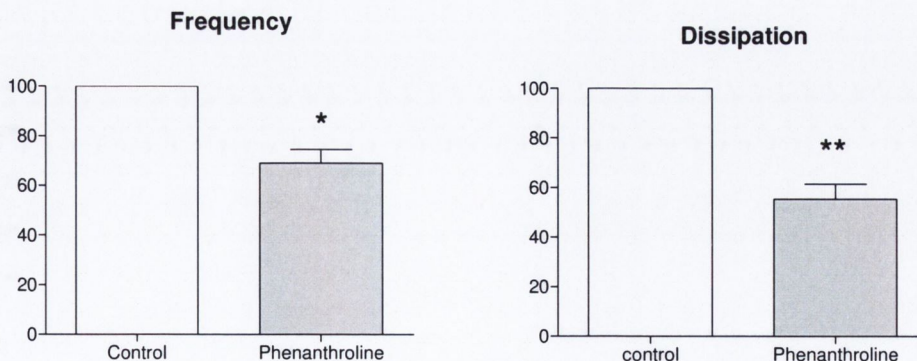 Frequency
100
80
60
40
20
0
*
Control
Phenanthroline
Dissipation
100
80
60
40
20
0
**
control
Phenanthroline